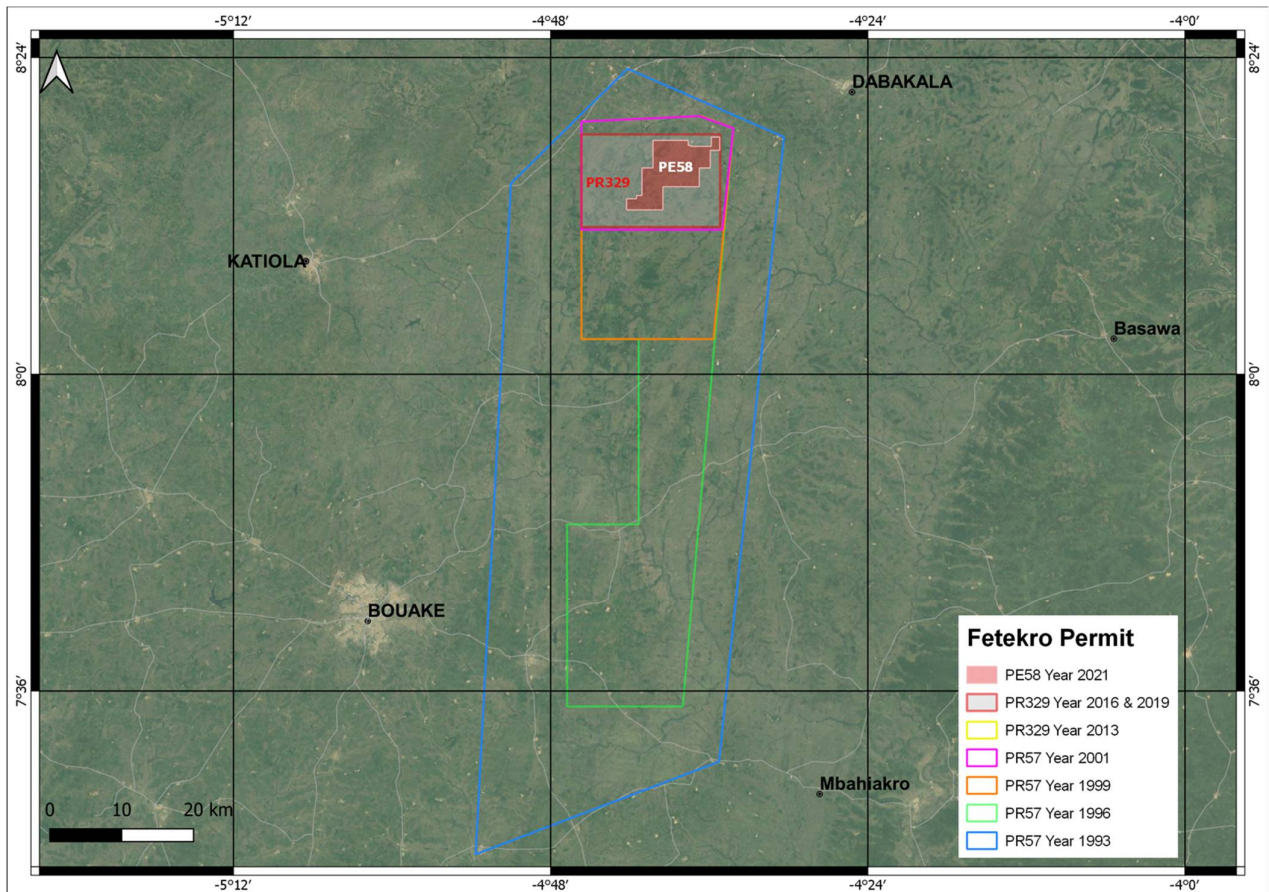 -5°12′ -4°48′ -4°24′ -4°0′
8°24′ 8°24′
DABAKALA
PE58
PR329
KATIOLA
Basawa
8°0′ 8°0′
BOUAKE
Fetekro Permit
PE58 Year 2021
PR329 Year 2016 & 2019
7°36′ 7°36′
PR329 Year 2013
PR57 Year 2001
Mbahiakro
PR57 Year 1999
0 10 20 km
PR57 Year 1996
PR57 Year 1993
-5°12′ -4°48′ -4°24′ -4°0′